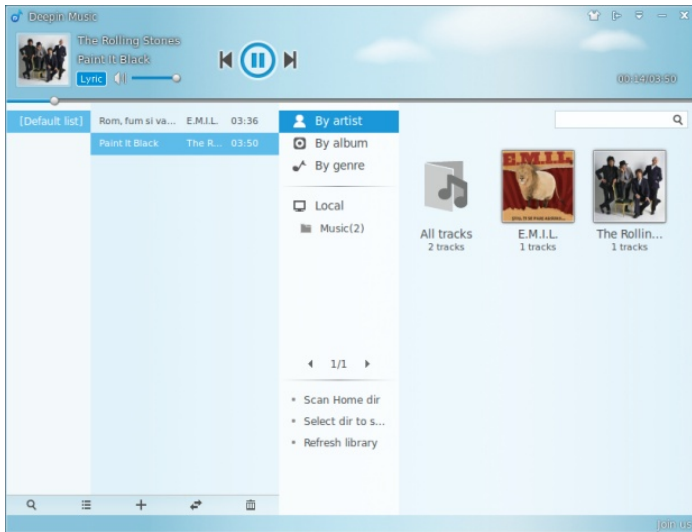 Deepin Music
The Rolling Stones
Paint It Black
Lyric
00:14/03:50
[Default list]
Rom, fum si va... E.M.I.L. 03:36
Paint It Black The R... 03:50
By artist
By album
By genre
Local
Music(2)
1/1
Scan Home dir
Select dir to s...
Refresh library
E.M.I.L.
All tracks
2 tracks
E.M.I.L.
1 tracks
The Rollin...
1 tracks
Join us